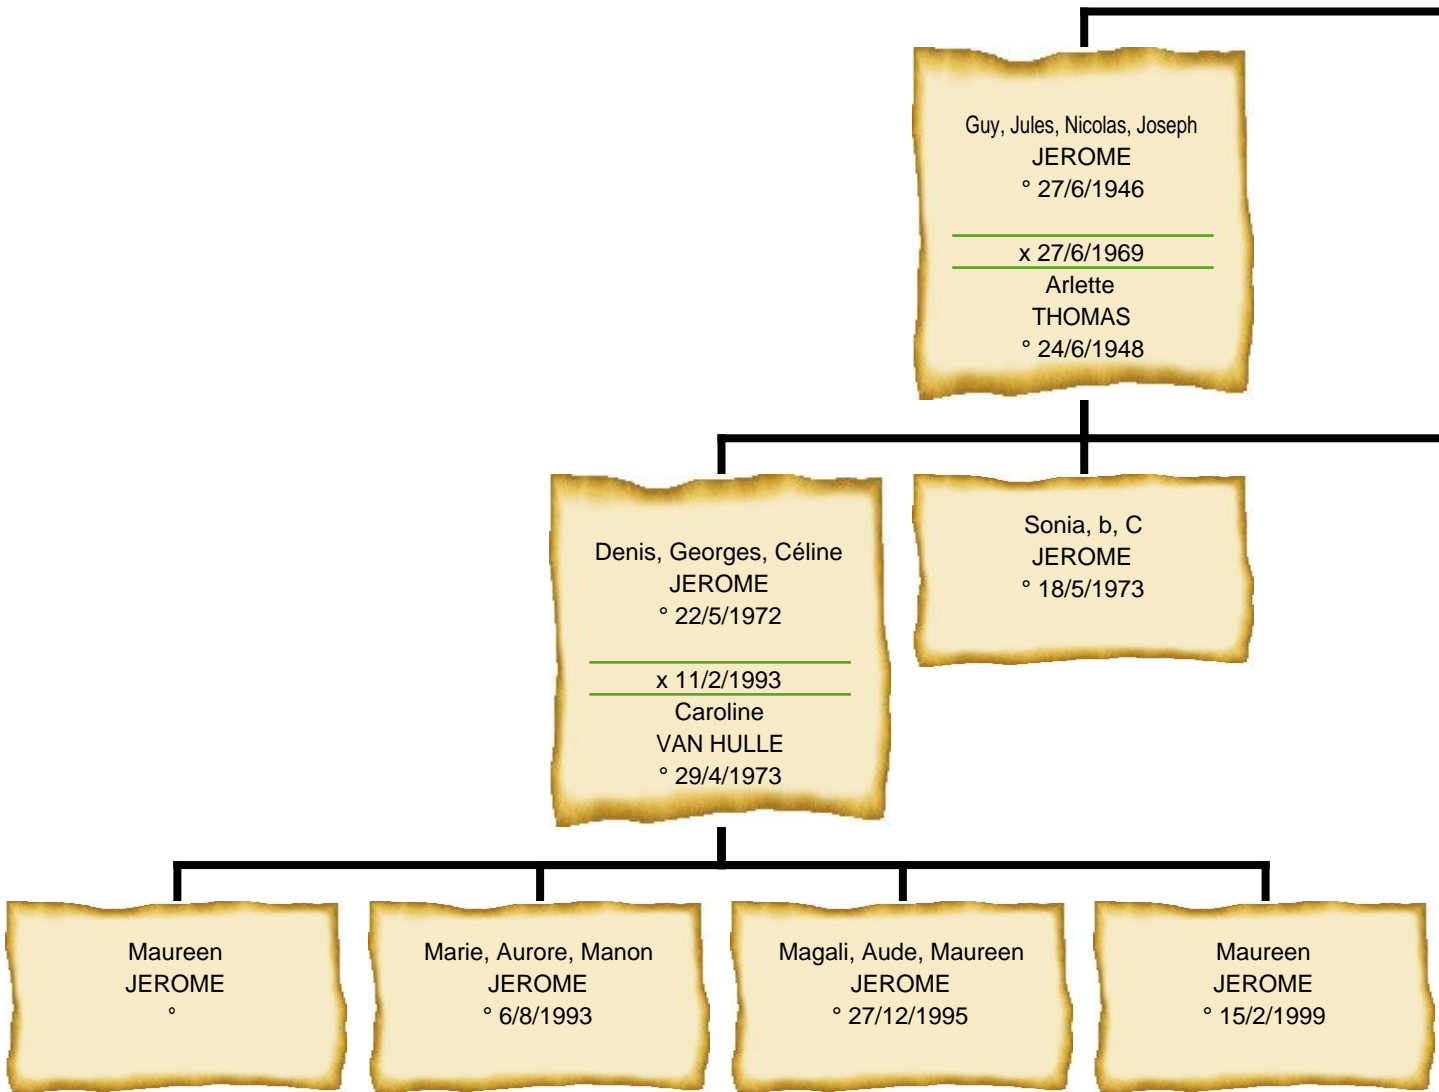 Guy, Jules, Nicolas, Joseph
JEROME
° 27/6/1946
x 27/6/1969
Arlette
THOMAS
° 24/6/1948
Denis, Georges, Céline
JEROME
° 22/5/1972
x 11/2/1993
Caroline
VAN HULLE
° 29/4/1973
Sonia, b, C
JEROME
° 18/5/1973
Maureen
JEROME
°
Marie, Aurore, Manon
JEROME
° 6/8/1993
Magali, Aude, Maureen
JEROME
° 27/12/1995
Maureen
JEROME
° 15/2/1999